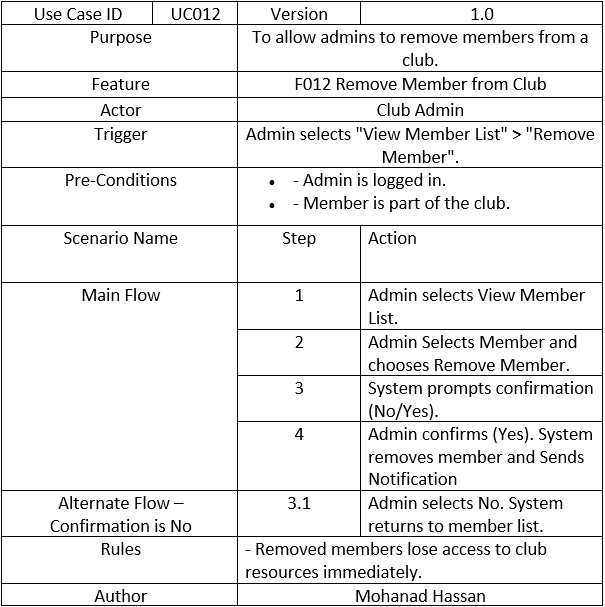 Use Case ID UC012 Version 1.0
Purpose To allow admins to remove members from a
club.
Feature F012 Remove Member from Club
Actor Club Admin
Trigger Admin selects "View Member List" > "Remove
Member".
Pre-Conditions • - Admin is logged in.
• - Member is part of the club.
Scenario Name Step Action
Main Flow 1 Admin selects View Member
List.
2 Admin Selects Member and
chooses Remove Member.
3 System prompts confirmation
(No/Yes).
4 Admin confirms (Yes). System
removes member and Sends
Notification
Alternate Flow – 3.1 Admin selects No. System
Confirmation is No returns to member list.
Rules - Removed members lose access to club
resources immediately.
Author Mohanad Hassan